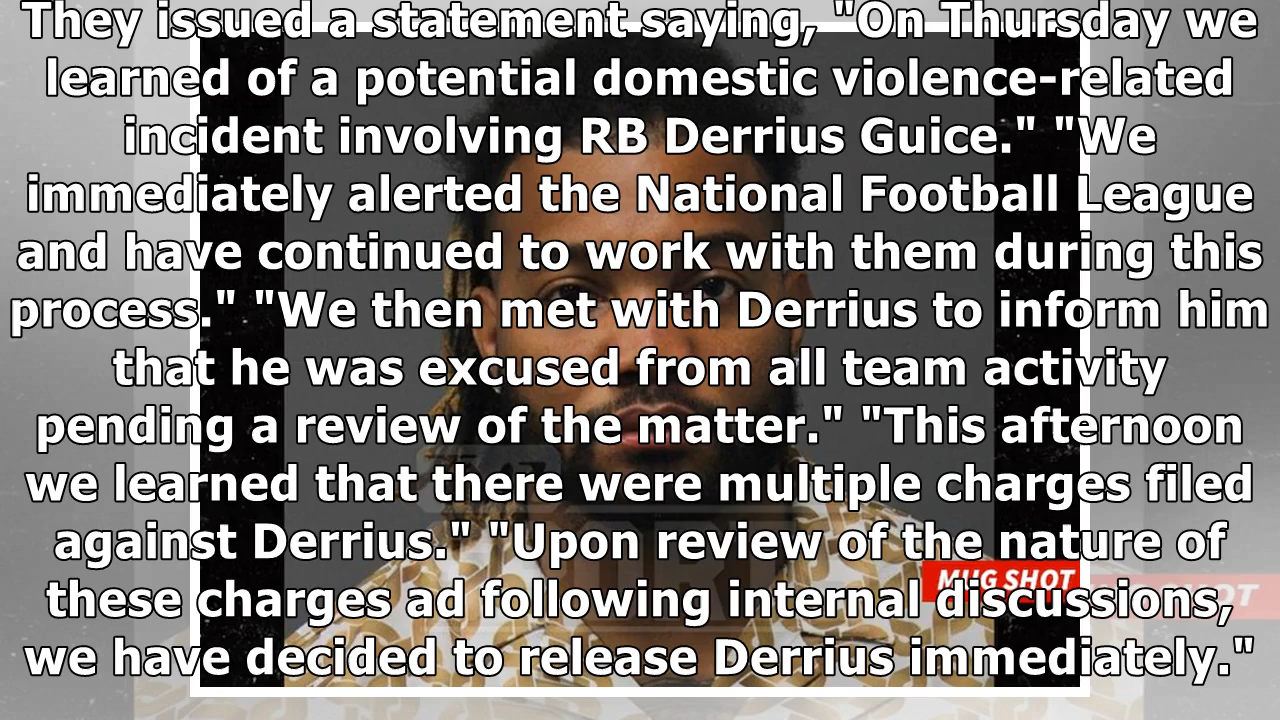 They issued a statement saying, "On Thursday we
learned of a potential domestic violence-related
incident involving RB Derrius Guice." "We
immediately alerted the National Football League
and have continued to work with them during this
process." "We then met with Derrius to inform him
that he was excused from all team activity
pending a review of the matter." "This afternoon
we learned that there were multiple charges filed
against Derrius." "Upon review of the nature of
these charges ad following internal discussions,
we have decided to release Derrius immediately."
MUG SHOT